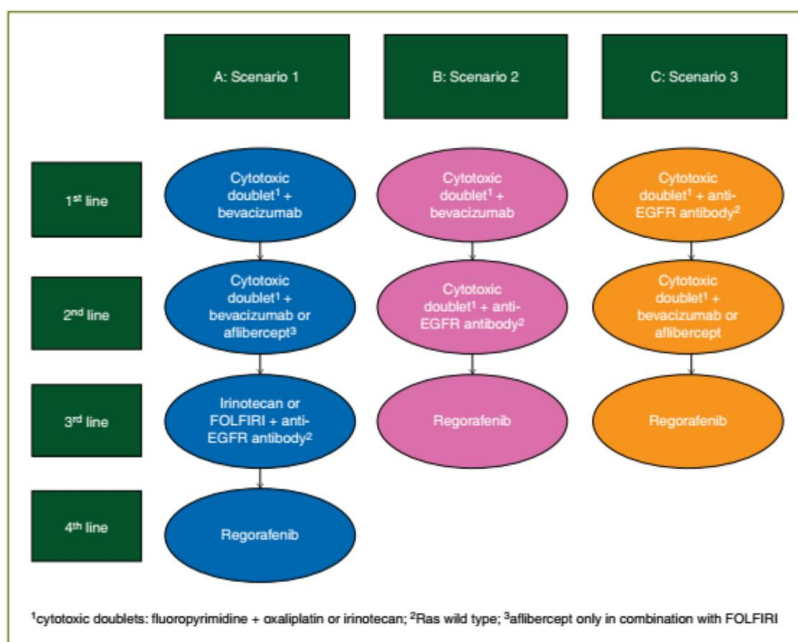 A: Scenario 1
B: Scenario 2
C: Scenario 3
1st line
Cytotoxic
doublet¹ +
bevacizumab
Cytotoxic
doublet¹ +
bevacizumab
Cytotoxic
doublet¹ + anti-
EGFR antibody²
2nd line
Cytotoxic
doublet¹ +
bevacizumab or
aflibercept³
Cytotoxic
doublet¹ + anti-
EGFR antibody²
Cytotoxic
doublet¹ +
bevacizumab or
aflibercept
3rd line
Irinotecan or
FOLFIRI + anti-
EGFR antibody²
Regorafenib
Regorafenib
4th line
Regorafenib
¹cytotoxic doublets: fluoropyrimidine + oxaliplatin or irinotecan; ²Ras wild type; ³aflibercept only in combination with FOLFIRI